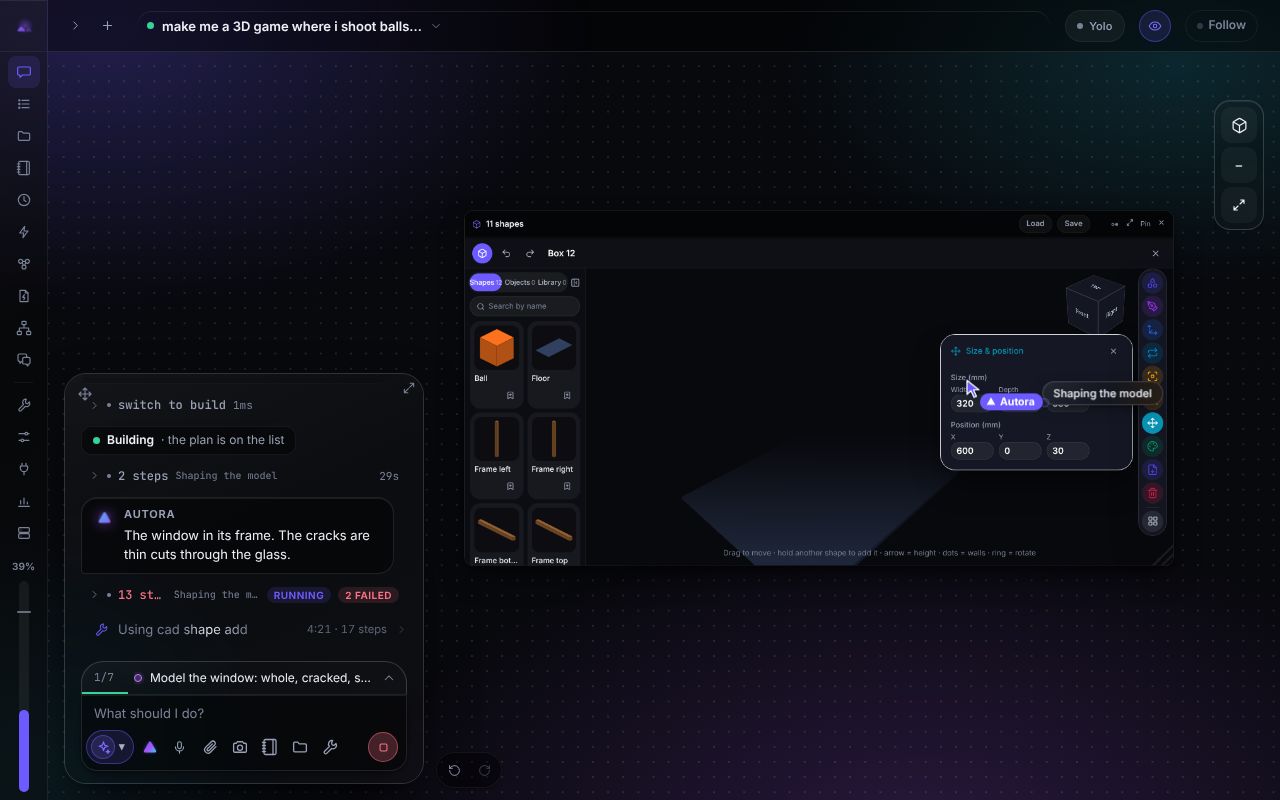 make me a 3D game where i shoot balls...
Yolo
Follow
11 shapes
Load
Save
Pin
Box 12
Shapes 12
Objects 0
Library 0
Search by name
Ball
Floor
Frame left
Frame right
Frame bot...
Frame top
Size & position
Size (mm)
Depth
320
Autora
Shaping the model
Position (mm)
X
Y
Z
600
0
30
Drag to move · hold another shape to add it · arrow = height · dots = walls · ring = rotate
switch to build 1ms
Building · the plan is on the list
2 steps Shaping the model 29s
AUTORA
The window in its frame. The cracks are
thin cuts through the glass.
13 st... Shaping the m... RUNNING 2 FAILED
Using cad shape add 4:21 · 17 steps
1/7 Model the window: whole, cracked, s...
What should I do?
39%